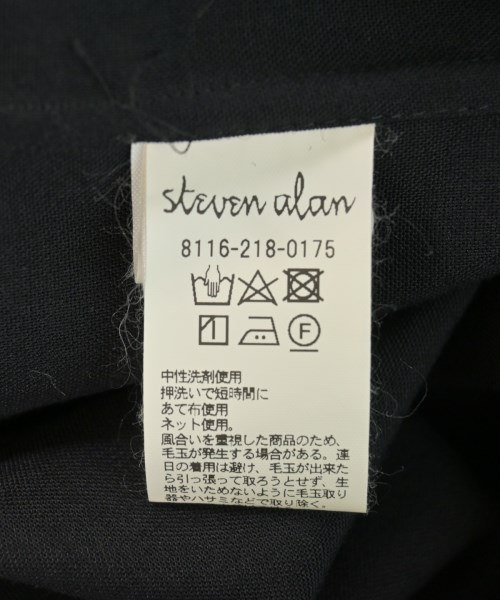 steven alan
8116-218-0175
F
中性洗剤使用
押洗いで短時間に
あて布使用
ネット使用。
風合いを重視した商品のため、
毛玉が発生する場合がある。連
日の着用は避け、毛玉が出来た
ら引っ張って取ろうとせず、生
地をいためないように毛玉取り
器やハサミなどで取り除く。